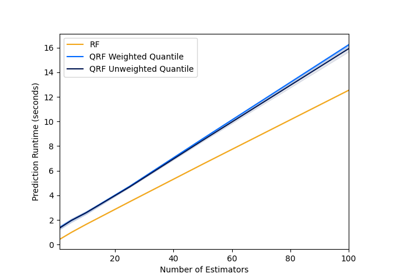 RF
QRF Weighted Quantile
QRF Unweighted Quantile
Prediction Runtime (seconds)
16
14
12
10
8
6
4
2
0
20 40 60 80 100
Number of Estimators